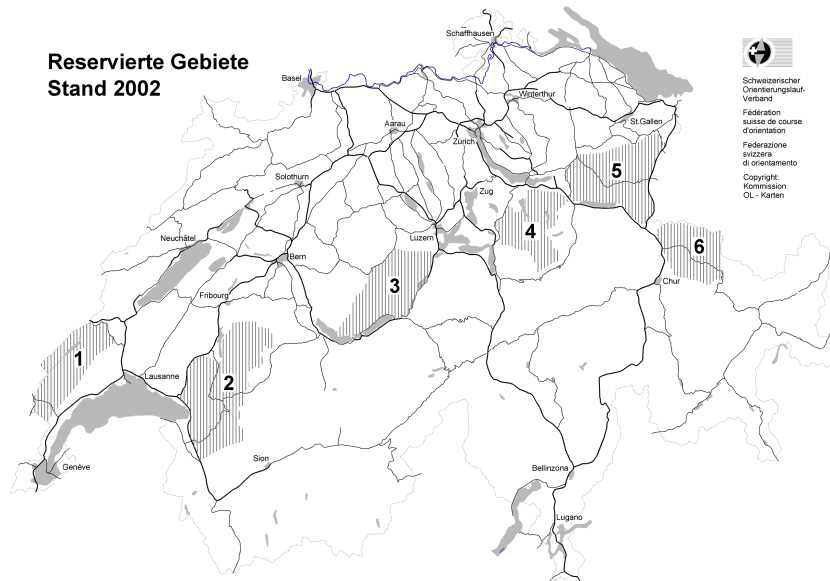 Reservierte Gebiete
Stand 2002
Schaffhausen
Basel
Winterthur
Aarau
St.Gallen
Zürich
Solothurn
Zug
Neuchâtel
Luzern
Bern
Fribourg
Chur
Lausanne
Sion
Genève
Bellinzona
Lugano
1
2
3
4
5
6
Schweizerischer
Orientierungslauf-
Verband
Fédération
suisse de course
d'orientation
Federazione
svizzera
di orientamento
Copyright:
Kommission
OL - Karten